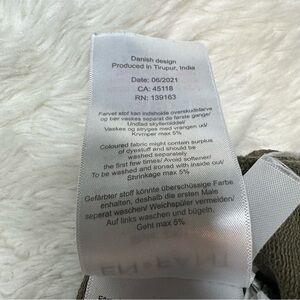 Danish design
Produced in Tirupur, India
Date: 06/2021
CA: 45118
RN: 139163
Farvet stof kan indeholde overskudsfarve
og bør vaskes separat de første gange/
Undlad skyllemiddel/
Vaskes og stryges med vrangen ud/
Krymper max 5%
Coloured fabric might contain surplus
of dyestuff and should be
washed separately
the first few times/ Avoid softener/
To be washed and ironed with inside out/
Shrinkage max 5%
Gefärbter stoff könnte überschüssige Farbe
enhalten, deshalb die ersten Male
seperat waschen/ Weichspüler vermeiden/
Auf links waschen und bügeln.
Geht max 5%